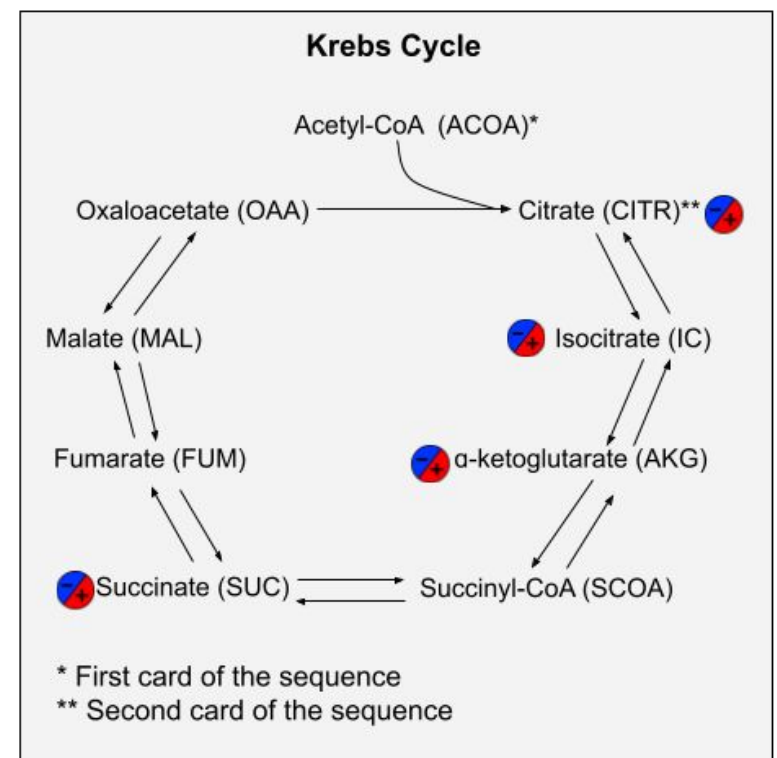 Krebs Cycle
Acetyl-CoA (ACOA)*
Oxaloacetate (OAA)
Citrate (CITR)**
- +
Malate (MAL)
- +
Isocitrate (IC)
Fumarate (FUM)
- +
α-ketoglutarate (AKG)
- +
Succinate (SUC)
Succinyl-CoA (SCOA)
* First card of the sequence
** Second card of the sequence